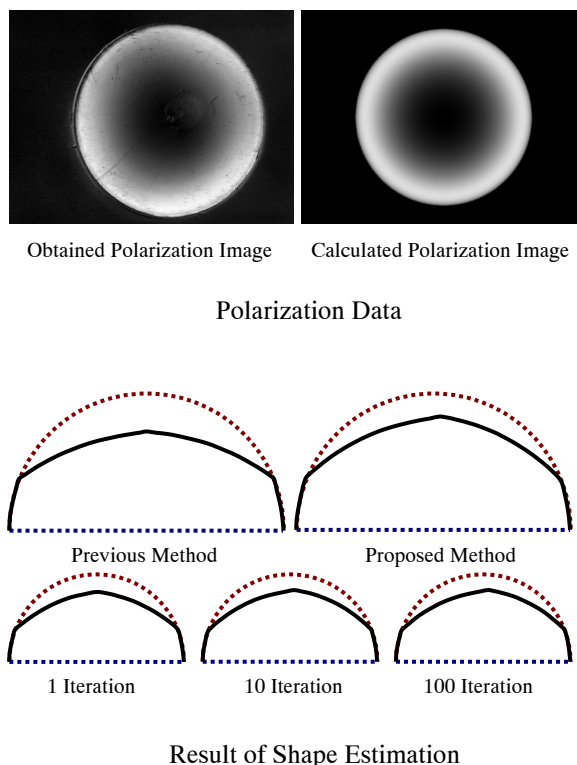 Obtained Polarization Image
Calculated Polarization Image
Polarization Data
Previous Method
Proposed Method
1 Iteration
10 Iteration
100 Iteration
Result of Shape Estimation